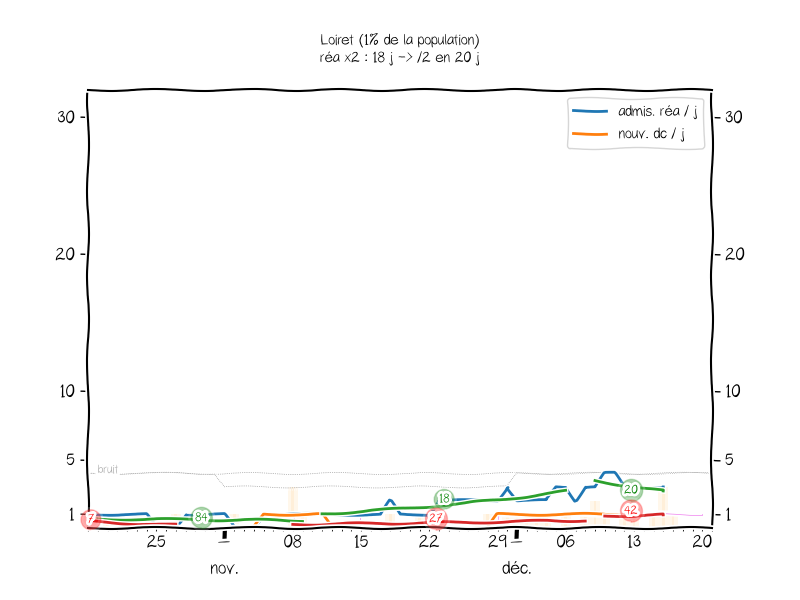 Loiret (1% de la population)
réa x2 : 18 j -> /2 en 20 j
admis. réa / j
nouv. dc / j
30 30
20 20
10 10
5 5
bruit
1 1
7 84 18 27 20 42
25 08 15 22 29 06 13 20
nov. déc.